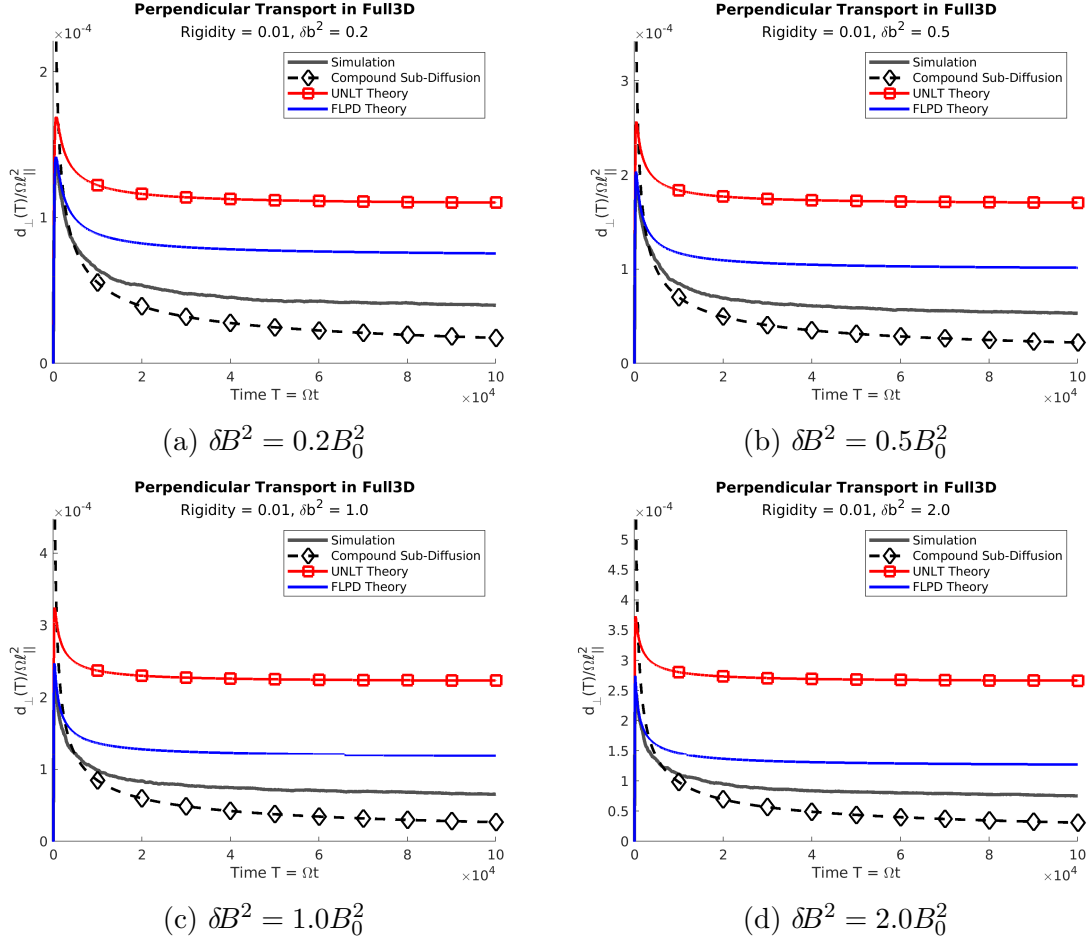 Perpendicular Transport in Full3D
Rigidity = 0.01, δb² = 0.2
×10⁻⁴
Simulation
Compound Sub-Diffusion
UNLT Theory
FLPD Theory
d⊥(T)/Ωℓ²||
2
1
0
0 2 4 6 8 10
Time T = Ωt
×10⁴
(a) δB² = 0.2B₀²
Perpendicular Transport in Full3D
Rigidity = 0.01, δb² = 0.5
×10⁻⁴
Simulation
Compound Sub-Diffusion
UNLT Theory
FLPD Theory
d⊥(T)/Ωℓ²||
3
2
1
0
0 2 4 6 8 10
Time T = Ωt
×10⁴
(b) δB² = 0.5B₀²
Perpendicular Transport in Full3D
Rigidity = 0.01, δb² = 1.0
×10⁻⁴
Simulation
Compound Sub-Diffusion
UNLT Theory
FLPD Theory
d⊥(T)/Ωℓ²||
4
3
2
1
0
0 2 4 6 8 10
Time T = Ωt
×10⁴
(c) δB² = 1.0B₀²
Perpendicular Transport in Full3D
Rigidity = 0.01, δb² = 2.0
×10⁻⁴
Simulation
Compound Sub-Diffusion
UNLT Theory
FLPD Theory
d⊥(T)/Ωℓ²||
5
4.5
4
3.5
3
2.5
2
1.5
1
0.5
0
0 2 4 6 8 10
Time T = Ωt
×10⁴
(d) δB² = 2.0B₀²